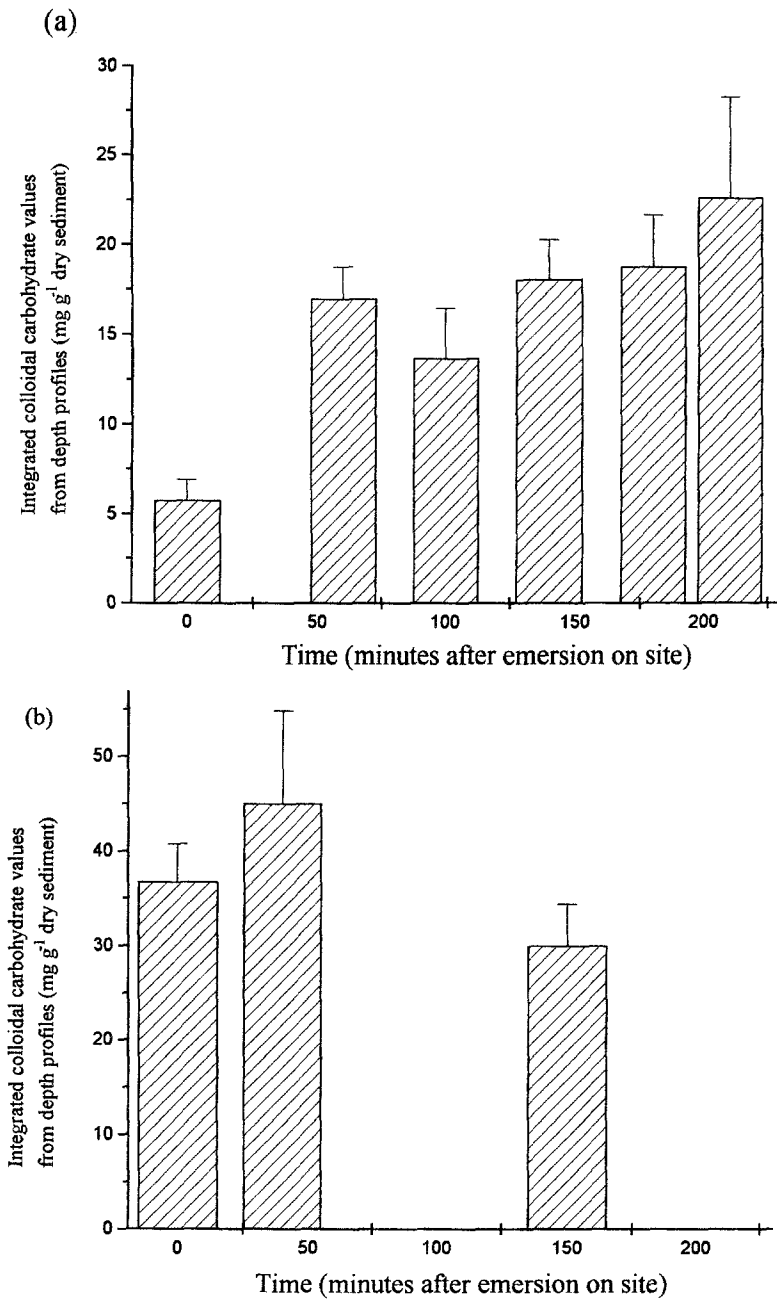 (a)
Integrated colloidal carbohydrate values
from depth profiles (mg g⁻¹ dry sediment)
30
25
20
15
10
5
0
0 50 100 150 200
Time (minutes after emersion on site)
(b)
Integrated colloidal carbohydrate values
from depth profiles (mg g⁻¹ dry sediment)
50
40
30
20
10
0
0 50 100 150 200
Time (minutes after emersion on site)